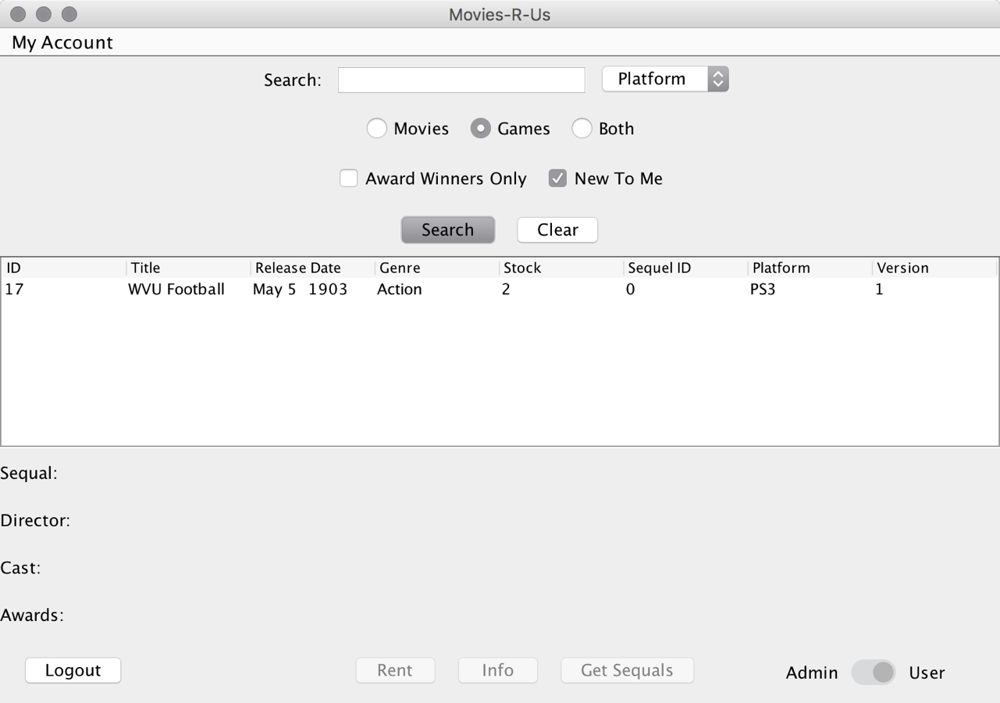 Movies-R-Us
My Account
Search: Platform
Movies Games Both
Award Winners Only New To Me
Search Clear
ID Title Release Date Genre Stock Sequel ID Platform Version
17 WVU Football May 5 1903 Action 2 0 PS3 1
Sequal:
Director:
Cast:
Awards:
Logout Rent Info Get Sequals Admin User